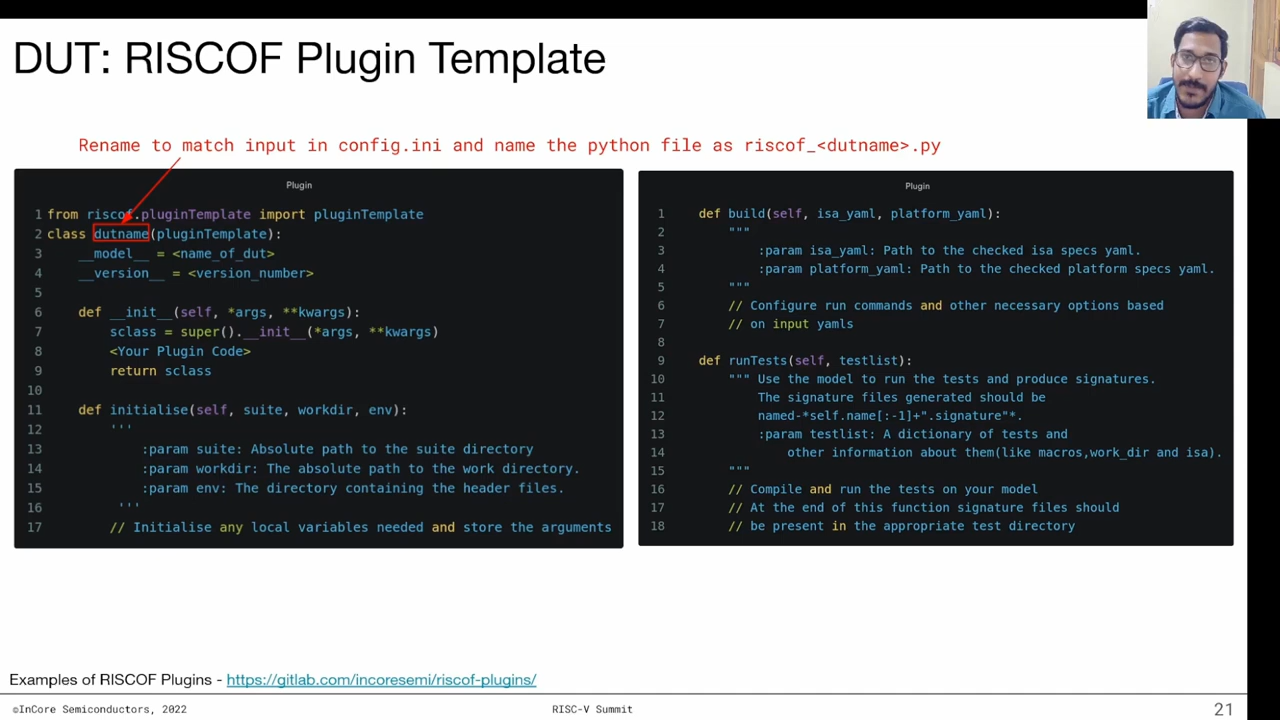 DUT: RISCOF Plugin Template
Rename to match input in config.ini and name the python file as riscof_<dutname>.py
Plugin
1 from riscof.pluginTemplate import pluginTemplate
2 class dutname(pluginTemplate):
3 __model__ = <name_of_dut>
4 __version__ = <version_number>
5
6 def __init__(self, *args, **kwargs):
7 sclass = super().__init__(*args, **kwargs)
8 <Your Plugin Code>
9 return sclass
10
11 def initialise(self, suite, workdir, env):
12 '''
13 :param suite: Absolute path to the suite directory
14 :param workdir: The absolute path to the work directory.
15 :param env: The directory containing the header files.
16 '''
17 // Initialise any local variables needed and store the arguments
Plugin
1 def build(self, isa_yaml, platform_yaml):
2 """
3 :param isa_yaml: Path to the checked isa specs yaml.
4 :param platform_yaml: Path to the checked platform specs yaml.
5 """
6 // Configure run commands and other necessary options based
7 // on input yamls
8
9 def runTests(self, testlist):
10 """ Use the model to run the tests and produce signatures.
11 The signature files generated should be
12 named-*self.name[:-1]+".signature"*.
13 :param testlist: A dictionary of tests and
14 other information about them(like macros,work_dir and isa).
15 """
16 // Compile and run the tests on your model
17 // At the end of this function signature files should
18 // be present in the appropriate test directory
Examples of RISCOF Plugins - https://gitlab.com/incoresemi/riscof-plugins/
©InCore Semiconductors, 2022
RISC-V Summit
21